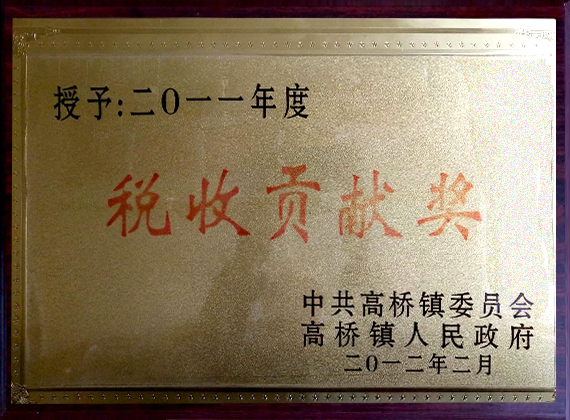 授予:二〇一一年度
税收贡献奖
中共高桥镇委员会
高桥镇人民政府
二〇一二年二月